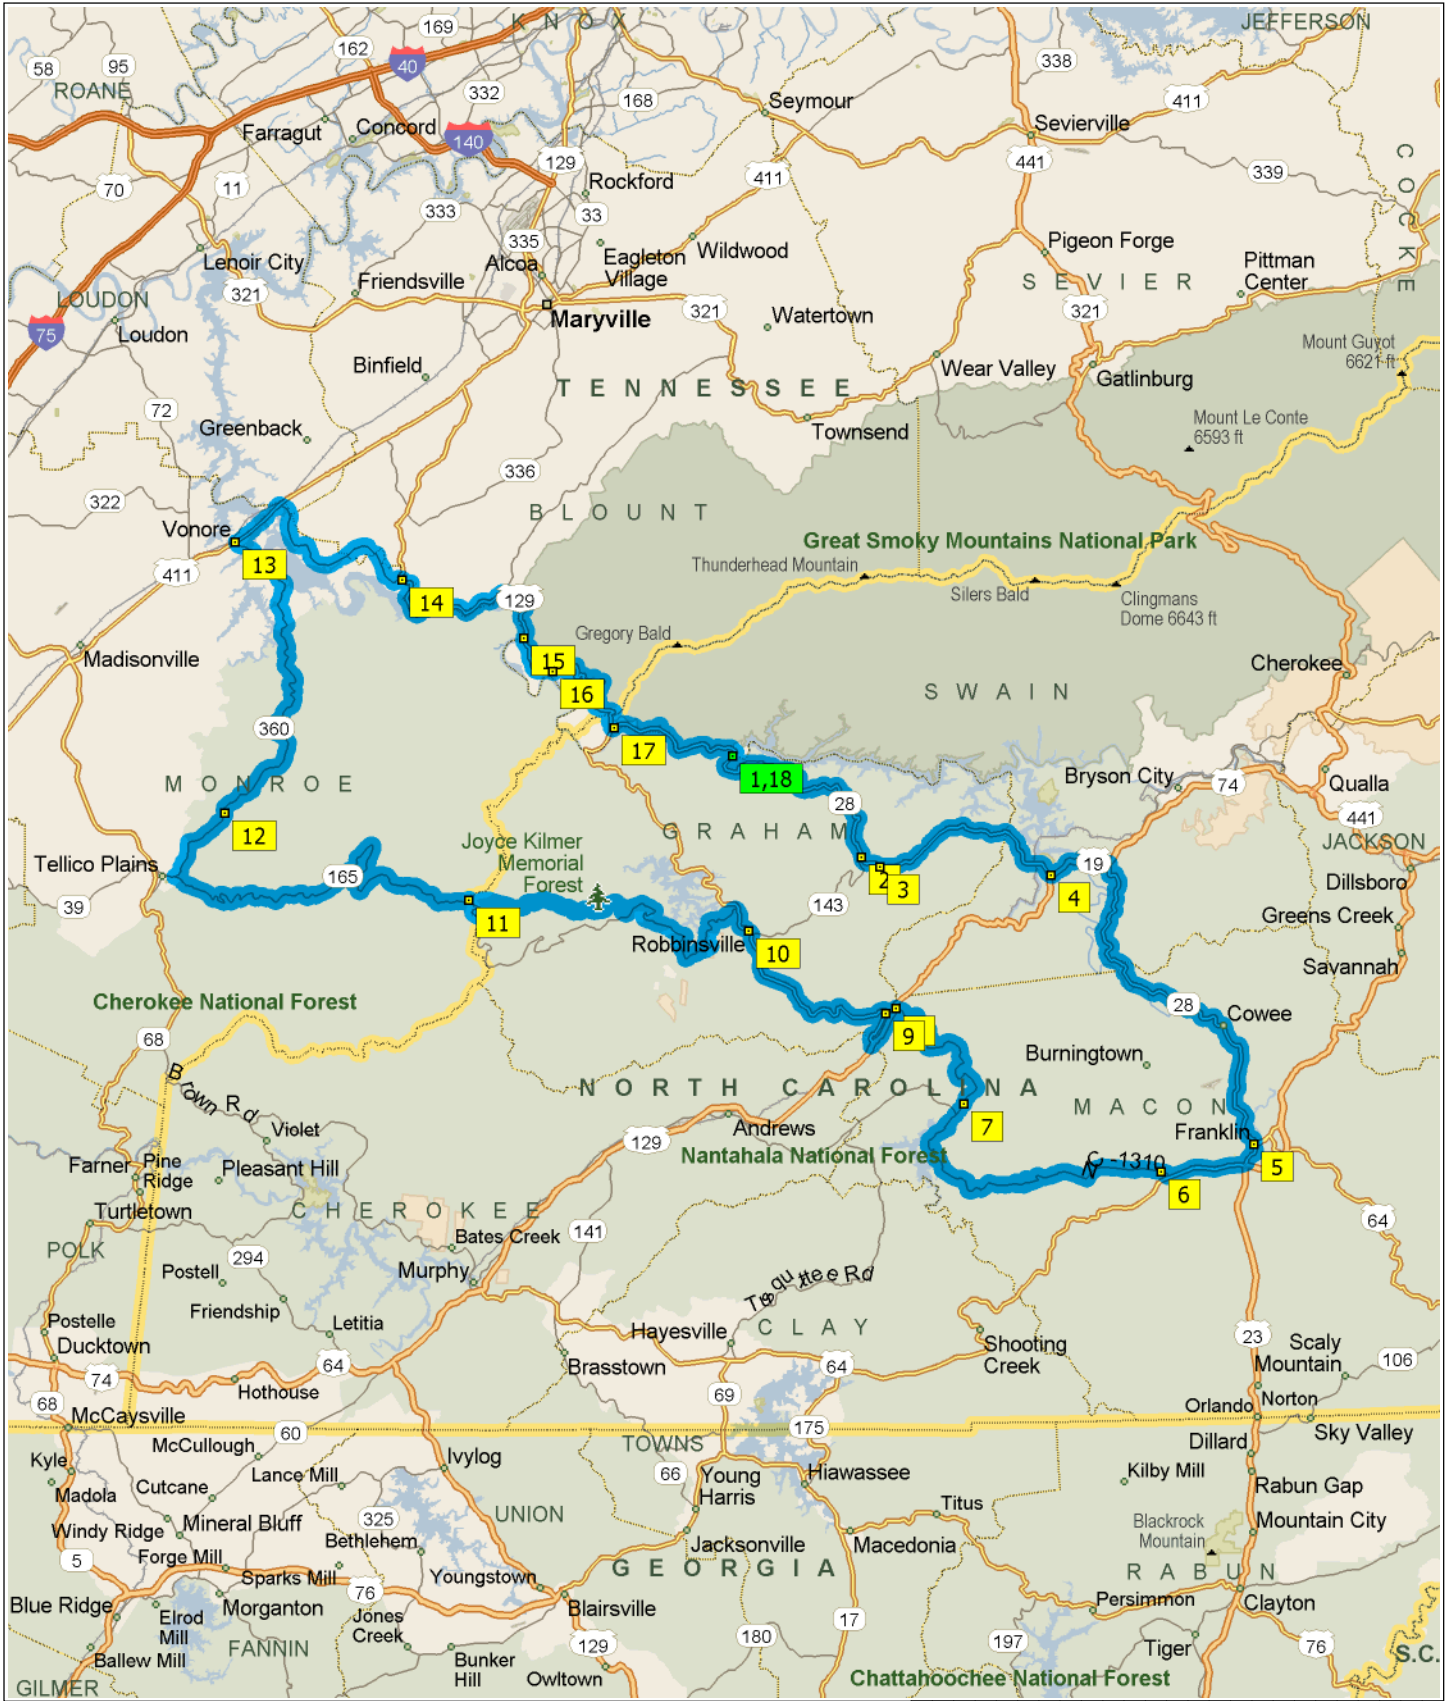 K N O X
JEFFERSON
169
162
40
58
95
338
ROANE
332
168
411
Seymour
Farragut
Concord
140
Sevierville
129
441
C O C K E
70
11
Rockford
411
339
333
33
335
Eagleton
Village
Wildwood
Pigeon Forge
Lenoir City
Alcoa
Pittman
Center
Friendsville
S E V I E R
321
LOUDON
321
321
75
Loudon
Maryville
Watertown
Mount Guyot
6621 ft
Binfield
Wear Valley
Gatlinburg
T E N N E S S E E
72
Mount Le Conte
6593 ft
Greenback
Townsend
336
322
B L O U N T
Vonore
Great Smoky Mountains National Park
13
Thunderhead Mountain
411
Silers Bald
14
129
Clingmans
Dome 6643 ft
Gregory Bald
Madisonville
15
Cherokee
16
S W A I N
360
17
1,18
Bryson City
74
Qualla
M O N R O E
28
441
12
G R A H A M
JACKSON
Joyce Kilmer
Memorial
Forest
Tellico Plains
165
19
2
3
4
Dillsboro
39
143
11
Greens Creek
Robbinsville
10
Savannah
Cherokee National Forest
28
Cowee
68
9
Burningtown
Brown Rd
N O R T H C A R O L I N A
M A C O N
Violet
129
Andrews
7
Franklin
Farner
Pine
Ridge
Pleasant Hill
Nantahala National Forest
5
6
Turtletown
C H E R O K E E
64
POLK
141
Bates Creek
294
Postell
Murphy
Friendship
Postelle
Letitia
Hayesville
C L A Y
Ducktown
23
Scaly
Mountain
Shooting
Creek
106
64
Brasstown
64
74
Hothouse
69
Norton
68
Orlando
McCaysville
60
175
Sky Valley
McCullough
TOWNS
Dillard
Kyle
Ivylog
Lance Mill
66
Young
Harris
Hiawassee
Kilby Mill
Rabun Gap
Madola
Cutcane
UNION
Titus
325
Windy Ridge
Mineral Bluff
Bethlehem
Blackrock
Mountain
Mountain City
Jacksonville
Macedonia
5
Forge Mill
G E O R G I A
R A B U N
Sparks Mill
Youngstown
76
Blue Ridge
Elrod
Mill
Morganton
Jones
Creek
Blairsville
Persimmon
Clayton
17
FANNIN
129
180
197
Tiger
76
Ballew Mill
Bunker
Hill
S.C.
Owltown
Chattahoochee National Forest
GILMER